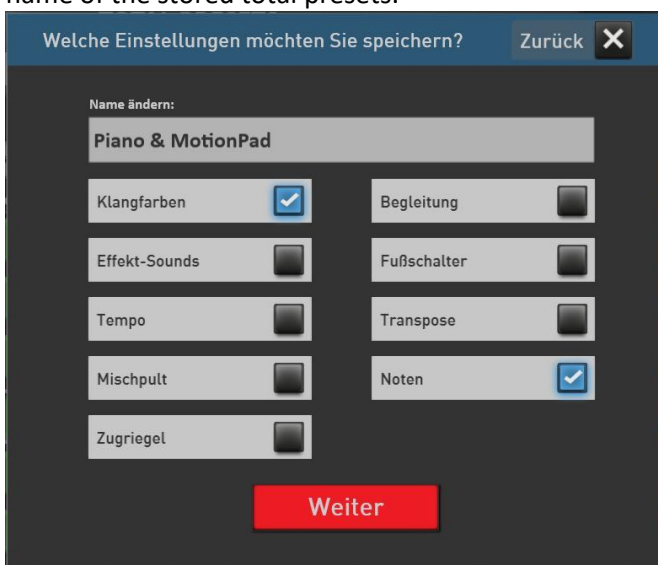 name of the stored total presets.
Welche Einstellungen möchten Sie speichern? Zurück
Name ändern:
Piano & MotionPad
Klangfarben
Begleitung
Effekt-Sounds
Fußschalter
Tempo
Transpose
Mischpult
Noten
Zugriegel
Weiter